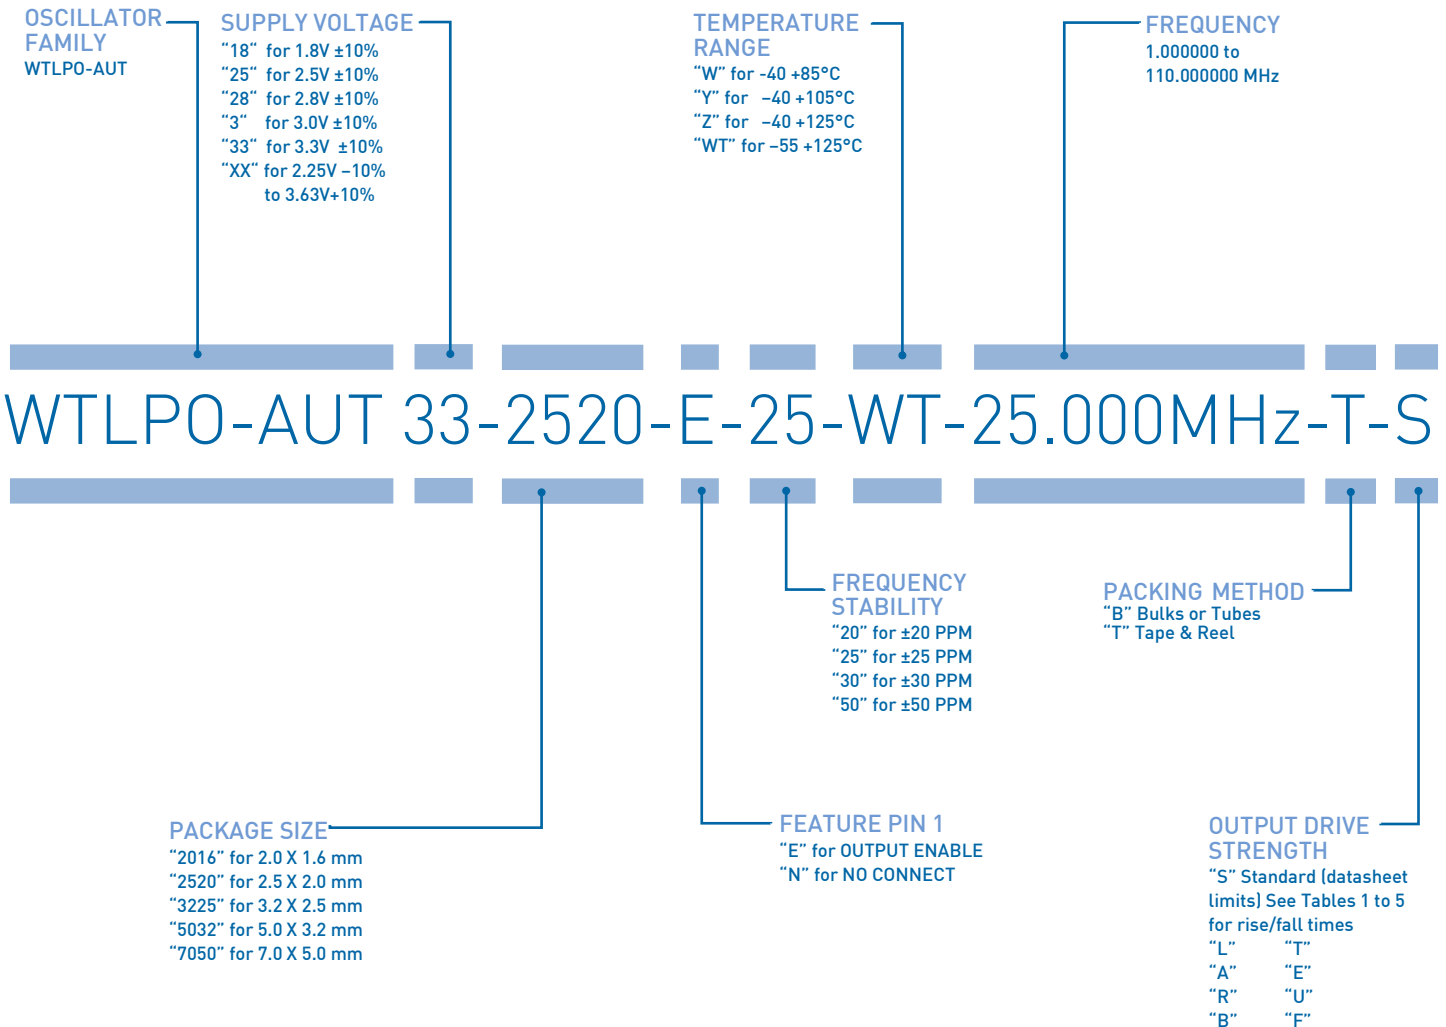 OSCILLATOR
FAMILY
WTLPO-AUT
SUPPLY VOLTAGE
“18“ for 1.8V ±10%
“25“ for 2.5V ±10%
“28“ for 2.8V ±10%
“3“ for 3.0V ±10%
“33“ for 3.3V ±10%
“XX“ for 2.25V –10%
to 3.63V+10%
TEMPERATURE
RANGE
“W” for -40 +85°C
“Y” for –40 +105°C
“Z” for –40 +125°C
“WT” for –55 +125°C
FREQUENCY
1.000000 to
110.000000 MHz
WTLPO-AUT 33-2520-E-25-WT-25.000MHz-T-S
PACKAGE SIZE
“2016” for 2.0 X 1.6 mm
“2520” for 2.5 X 2.0 mm
“3225” for 3.2 X 2.5 mm
“5032” for 5.0 X 3.2 mm
“7050” for 7.0 X 5.0 mm
FEATURE PIN 1
“E” for OUTPUT ENABLE
“N” for NO CONNECT
FREQUENCY
STABILITY
“20” for ±20 PPM
“25” for ±25 PPM
“30” for ±30 PPM
“50” for ±50 PPM
PACKING METHOD
“B” Bulks or Tubes
“T” Tape & Reel
OUTPUT DRIVE
STRENGTH
“S” Standard (datasheet
limits) See Tables 1 to 5
for rise/fall times
“L” “T”
“A” “E”
“R” “U”
“B” “F”